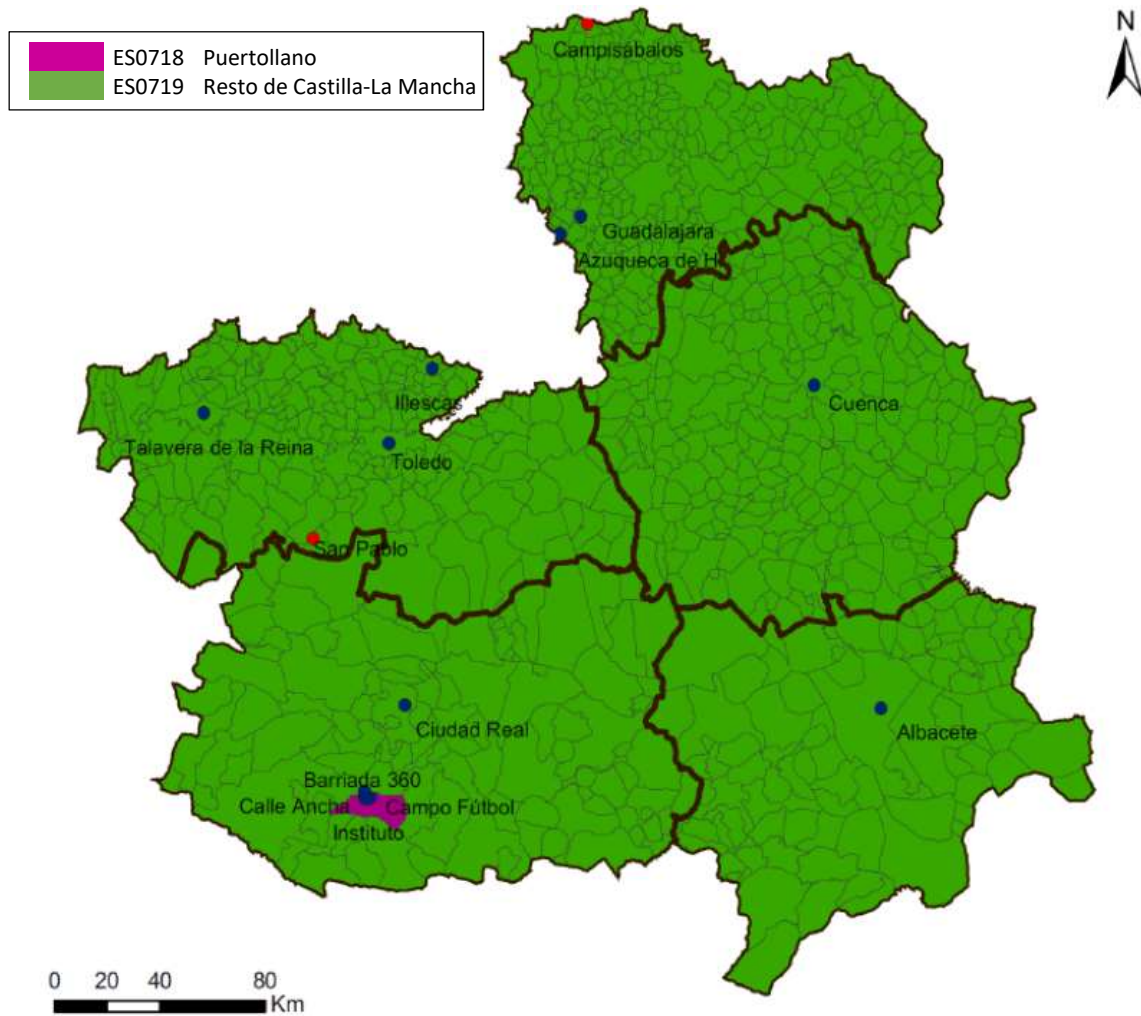 ES0718 Puertollano
ES0719 Resto de Castilla-La Mancha
N
Campisábalos
Guadalajara
Azuqueca de H.
Illescas
Cuenca
Talavera de la Reina
Toledo
San Pablo
Ciudad Real
Albacete
Barriada 360
Calle Ancha
Campo Fútbol
Instituto
0 20 40 80
Km